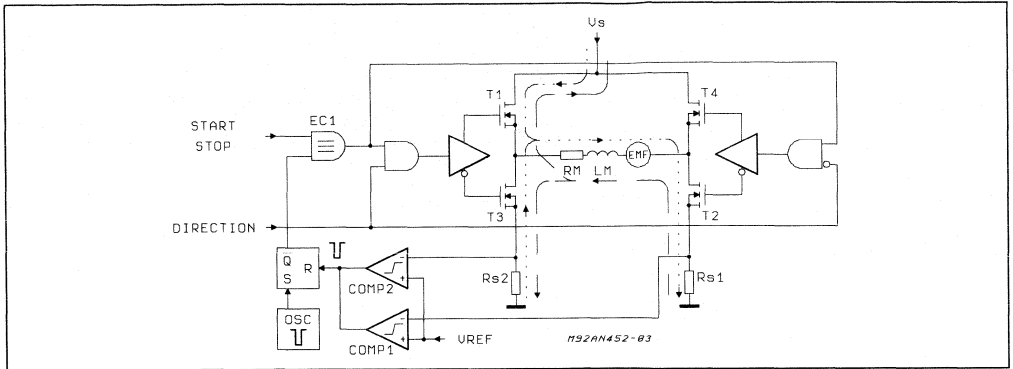 Vs
T1
T4
START
STOP
EC1
EMF
RM LM
T3
T2
DIRECTION
Q
S
R
COMP2
Rs2
Rs1
OSC
COMP1
VREF
M92AN452-03